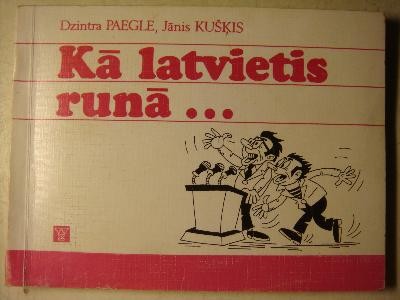 Dzintra PAEGLE, Jānis KUŠĶIS
Kā latvietis
runā ...